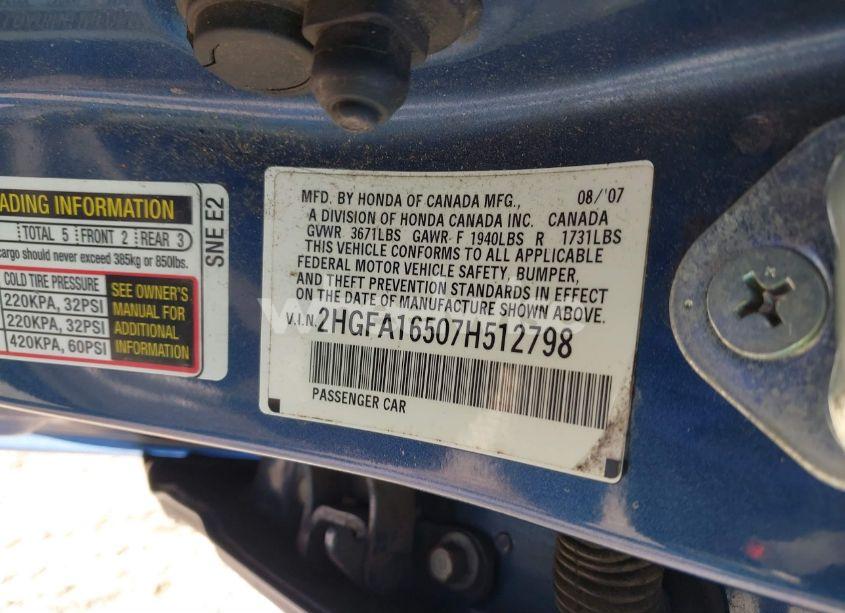 ADING INFORMATION
TOTAL 5 FRONT 2 REAR 3
cargo should never exceed 385kg or 850lbs.
COLD TIRE PRESSURE
220KPA, 32PSI
220KPA, 32PSI
420KPA, 60PSI
SEE OWNER'S
MANUAL FOR
ADDITIONAL
INFORMATION
SNE E2
MFD. BY HONDA OF CANADA MFG., 08/'07
A DIVISION OF HONDA CANADA INC. CANADA
GVWR 3671LBS GAWR F 1940LBS R 1731LBS
THIS VEHICLE CONFORMS TO ALL APPLICABLE
FEDERAL MOTOR VEHICLE SAFETY, BUMPER,
AND THEFT PREVENTION STANDARDS IN EFFECT
ON THE DATE OF MANUFACTURE SHOWN ABOVE.
V.I.N. 2HGFA16507H512798
PASSENGER CAR